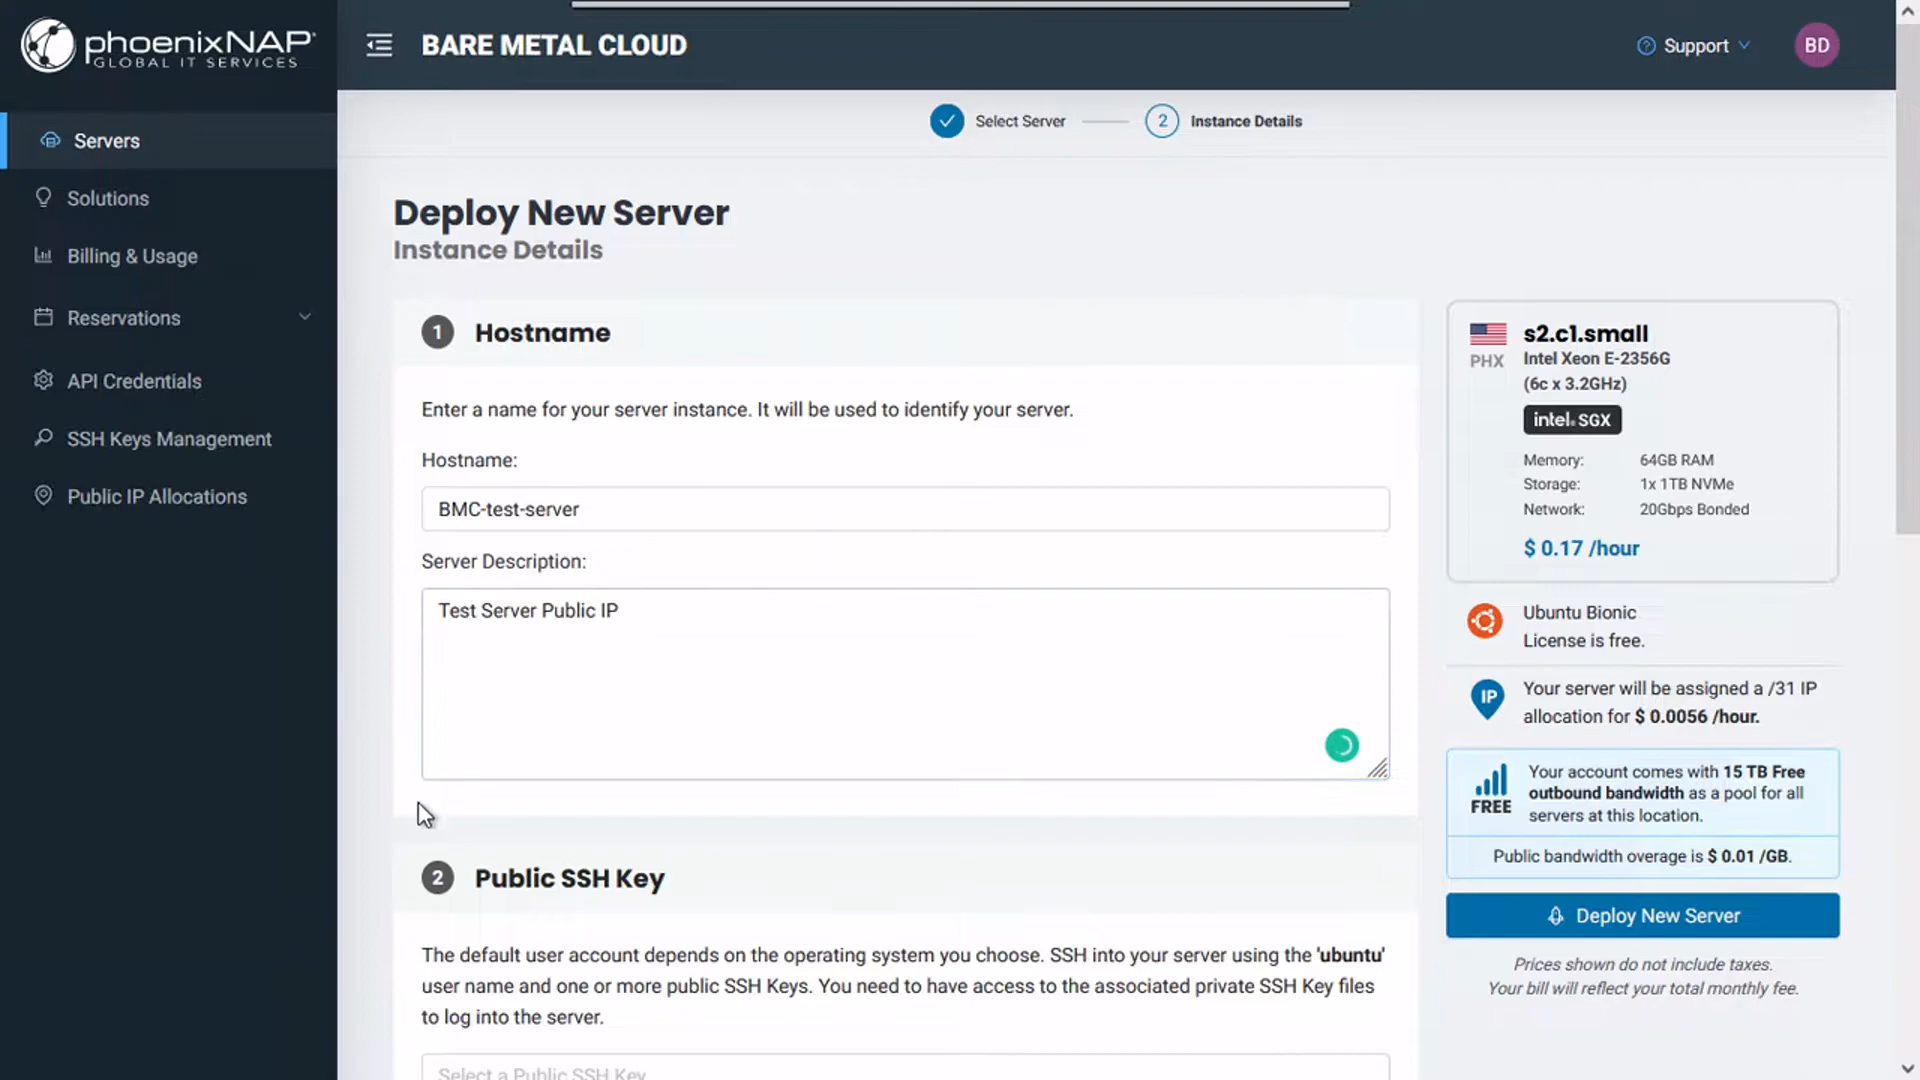 phoenixNAP
GLOBAL IT SERVICES
BARE METAL CLOUD
Support
BD
Servers
Solutions
Billing & Usage
Reservations
API Credentials
SSH Keys Management
Public IP Allocations
Select Server
2
Instance Details
Deploy New Server
Instance Details
1
Hostname
Enter a name for your server instance. It will be used to identify your server.
Hostname:
BMC-test-server
Server Description:
Test Server Public IP
2
Public SSH Key
The default user account depends on the operating system you choose. SSH into your server using the 'ubuntu'
user name and one or more public SSH Keys. You need to have access to the associated private SSH Key files
to log into the server.
Select a Public SSH Key
PHX
s2.c1.small
Intel Xeon E-2356G
(6c x 3.2GHz)
intel. SGX
Memory: 64GB RAM
Storage: 1x 1TB NVMe
Network: 20Gbps Bonded
$ 0.17 /hour
Ubuntu Bionic
License is free.
IP
Your server will be assigned a /31 IP
allocation for $ 0.0056 /hour.
FREE
Your account comes with 15 TB Free
outbound bandwidth as a pool for all
servers at this location.
Public bandwidth overage is $ 0.01 /GB.
Deploy New Server
Prices shown do not include taxes.
Your bill will reflect your total monthly fee.